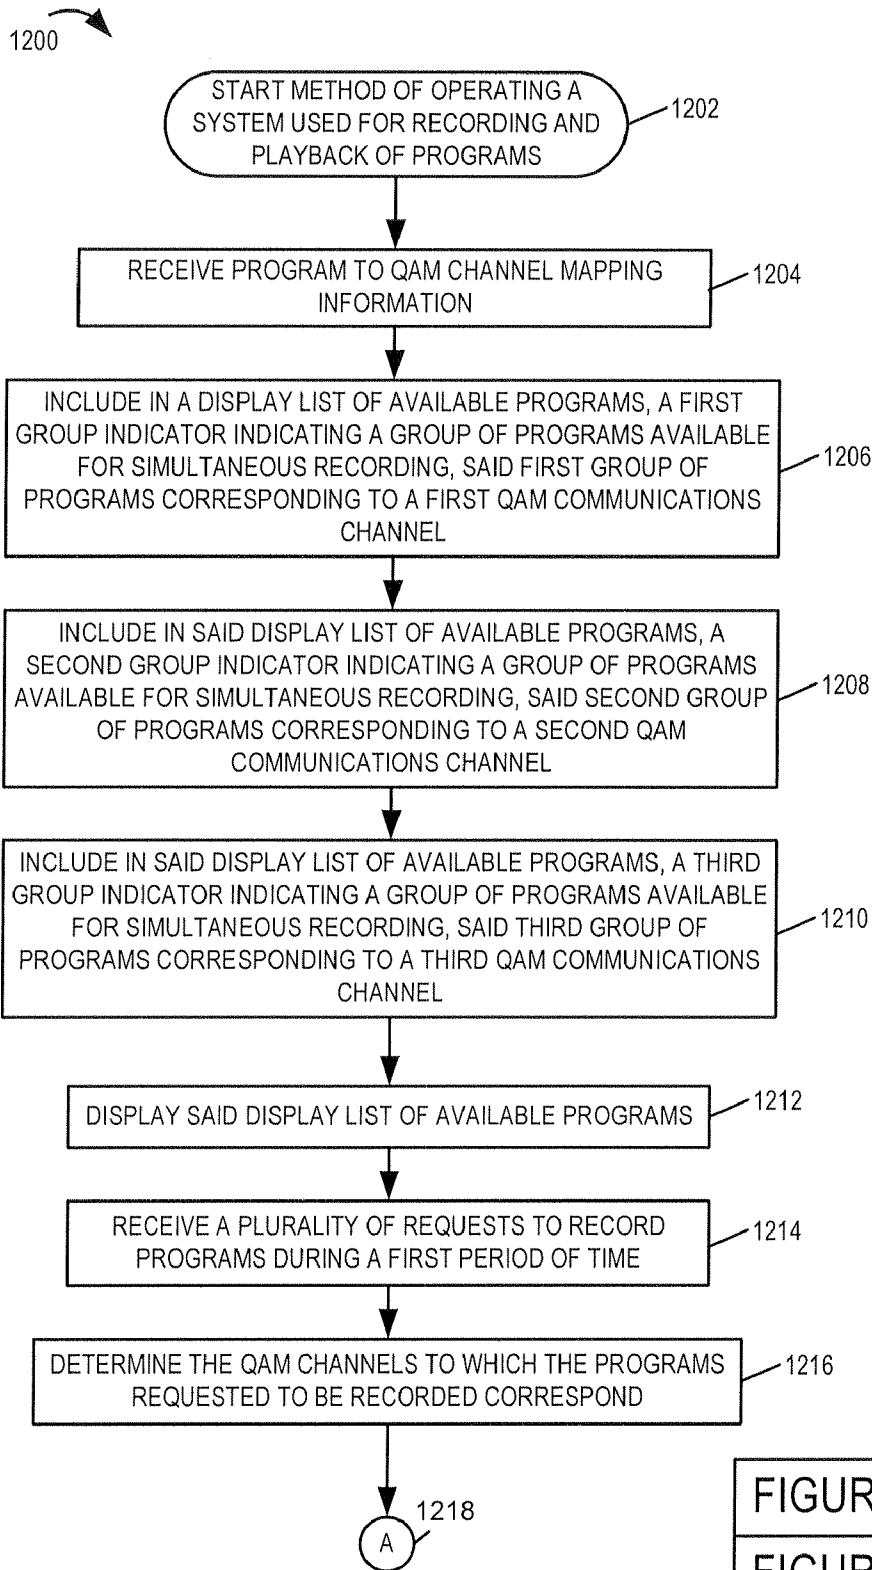 1200
START METHOD OF OPERATING A
SYSTEM USED FOR RECORDING AND
PLAYBACK OF PROGRAMS
1202
RECEIVE PROGRAM TO QAM CHANNEL MAPPING
INFORMATION
1204
INCLUDE IN A DISPLAY LIST OF AVAILABLE PROGRAMS, A FIRST
GROUP INDICATOR INDICATING A GROUP OF PROGRAMS AVAILABLE
FOR SIMULTANEOUS RECORDING, SAID FIRST GROUP OF
PROGRAMS CORRESPONDING TO A FIRST QAM COMMUNICATIONS
CHANNEL
1206
INCLUDE IN SAID DISPLAY LIST OF AVAILABLE PROGRAMS, A
SECOND GROUP INDICATOR INDICATING A GROUP OF PROGRAMS
AVAILABLE FOR SIMULTANEOUS RECORDING, SAID SECOND GROUP
OF PROGRAMS CORRESPONDING TO A SECOND QAM
COMMUNICATIONS CHANNEL
1208
INCLUDE IN SAID DISPLAY LIST OF AVAILABLE PROGRAMS, A THIRD
GROUP INDICATOR INDICATING A GROUP OF PROGRAMS AVAILABLE
FOR SIMULTANEOUS RECORDING, SAID THIRD GROUP OF
PROGRAMS CORRESPONDING TO A THIRD QAM COMMUNICATIONS
CHANNEL
1210
DISPLAY SAID DISPLAY LIST OF AVAILABLE PROGRAMS
1212
RECEIVE A PLURALITY OF REQUESTS TO RECORD
PROGRAMS DURING A FIRST PERIOD OF TIME
1214
DETERMINE THE QAM CHANNELS TO WHICH THE PROGRAMS
REQUESTED TO BE RECORDED CORRESPOND
1216
A
1218